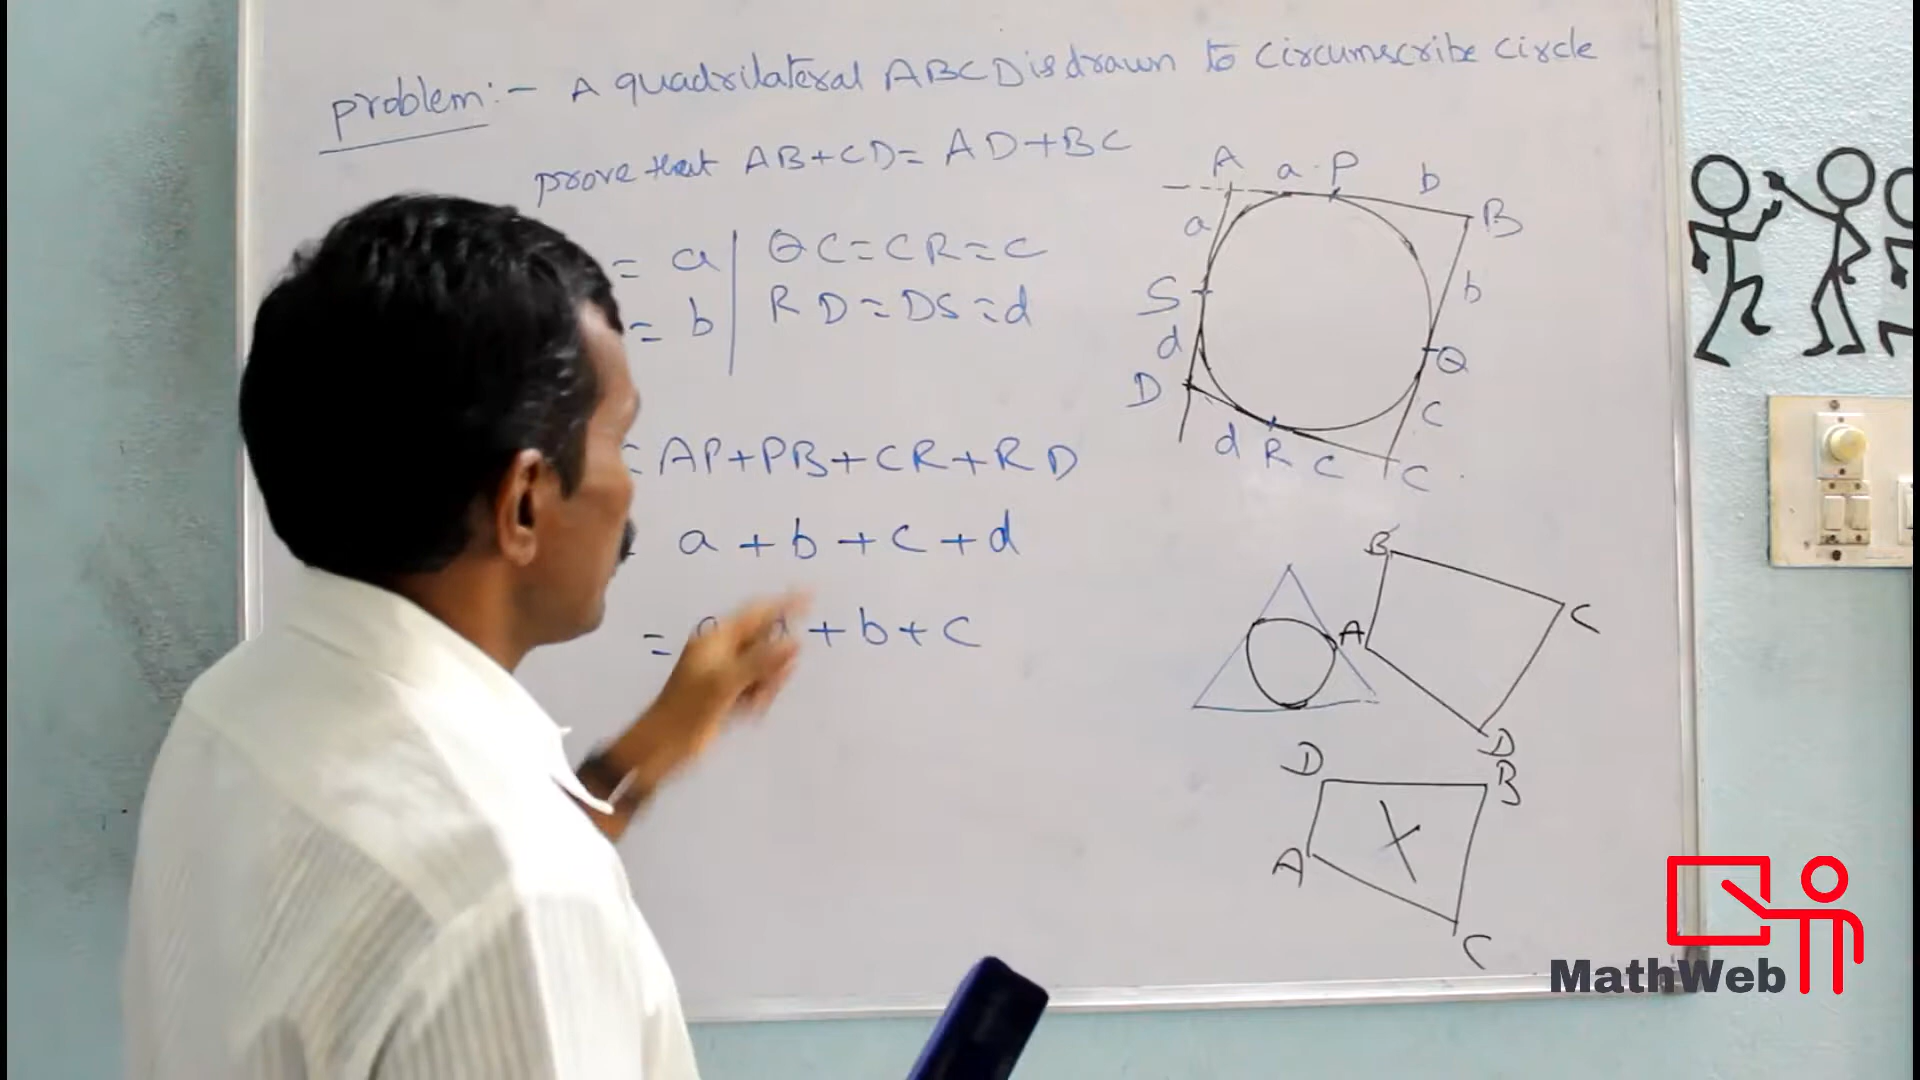 problem:- A quadrilateral ABCD is drawn to circumscribe circle
prove that AB+CD= AD+BC
= a | QC=CR=C
= b | RD=DS=d
= AP+PB+CR+RD
a+b+c+d
= + b + c
A a P b
B
a
S
b
d
Q
D
C
d R C C
B
A
C
D
D B
X
A
C
MathWeb